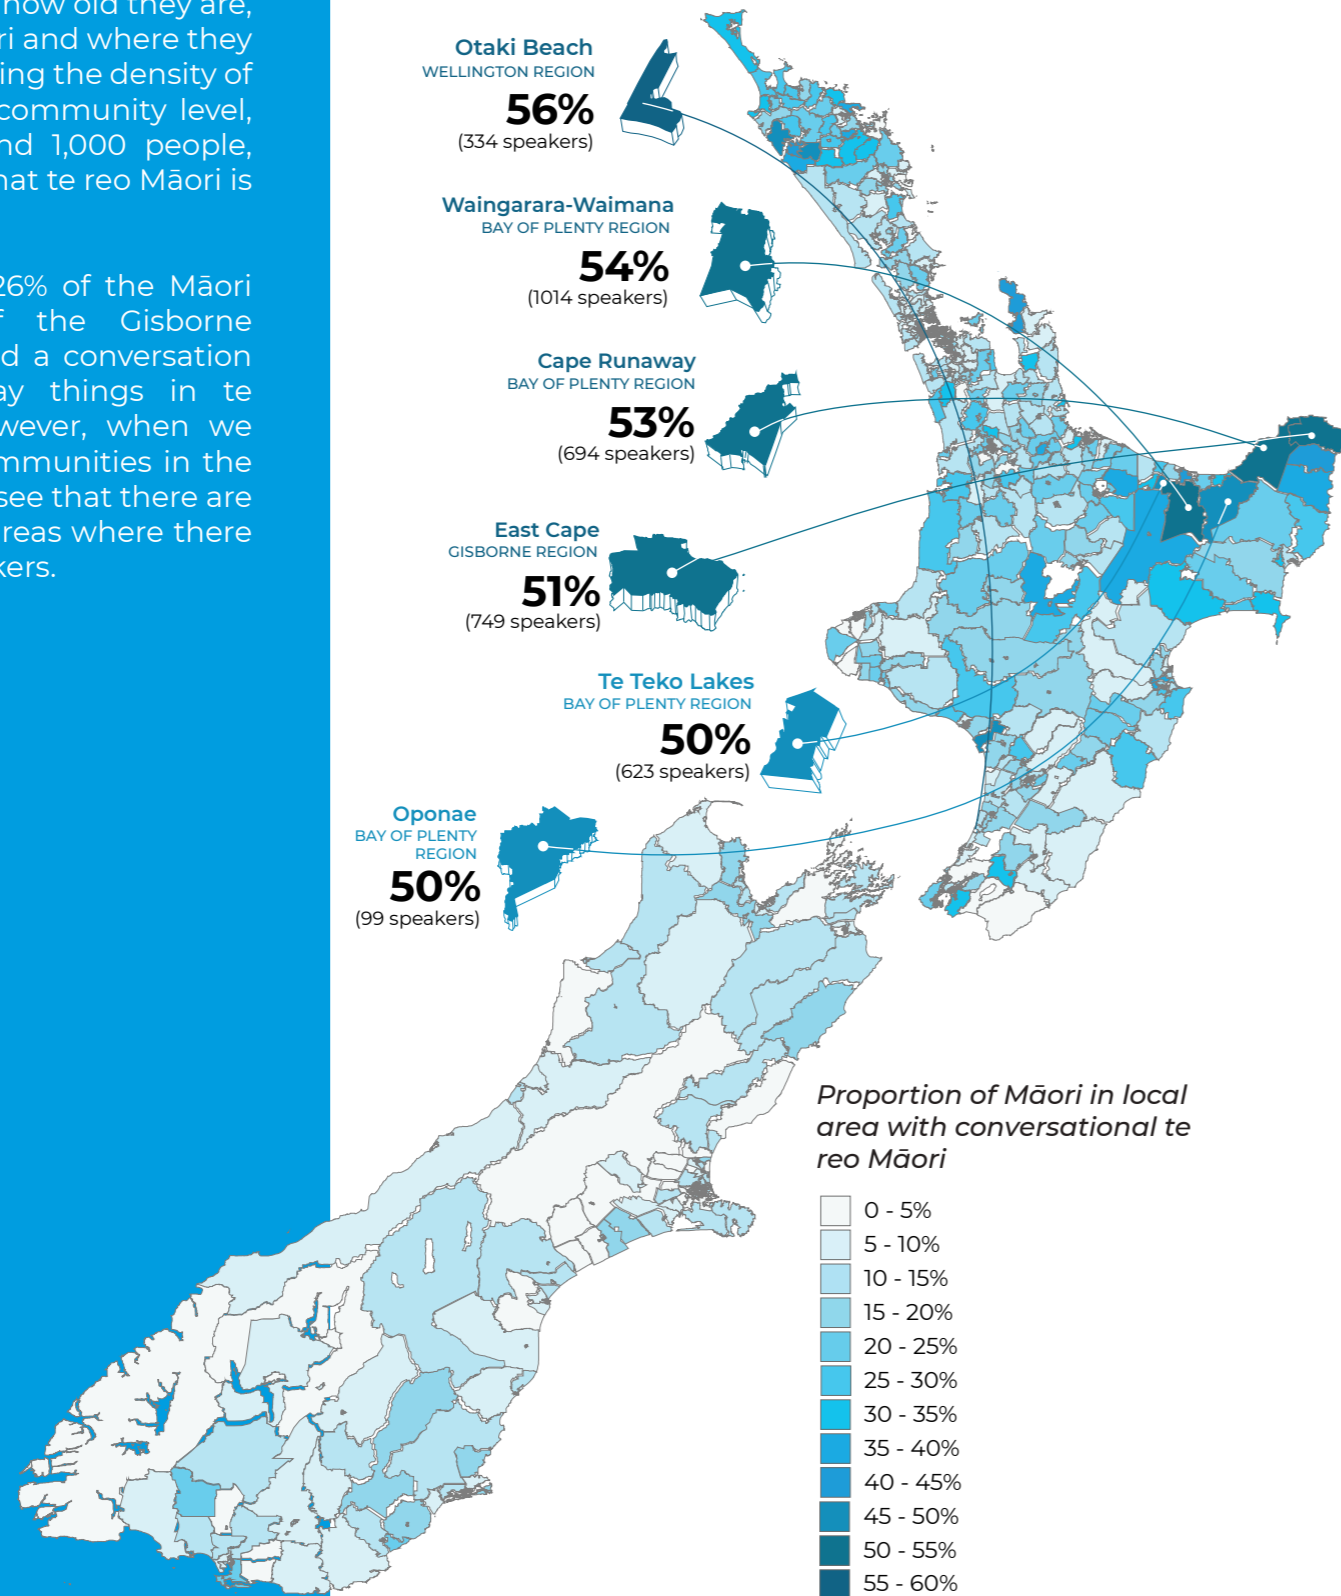 how old they are,
ri and where they
ing the density of
community level,
nd 1,000 people,
hat te reo Māori is
26% of the Māori
f the Gisborne
d a conversation
ay things in te
wever, when we
mmunities in the
see that there are
reas where there
kers.
Otaki Beach
WELLINGTON REGION
56%
(334 speakers)
Waingarara-Waimana
BAY OF PLENTY REGION
54%
(1014 speakers)
Cape Runaway
BAY OF PLENTY REGION
53%
(694 speakers)
East Cape
GISBORNE REGION
51%
(749 speakers)
Te Teko Lakes
BAY OF PLENTY REGION
50%
(623 speakers)
Oponae
BAY OF PLENTY
REGION
50%
(99 speakers)
Proportion of Māori in local
area with conversational te
reo Māori
0 - 5%
5 - 10%
10 - 15%
15 - 20%
20 - 25%
25 - 30%
30 - 35%
35 - 40%
40 - 45%
45 - 50%
50 - 55%
55 - 60%